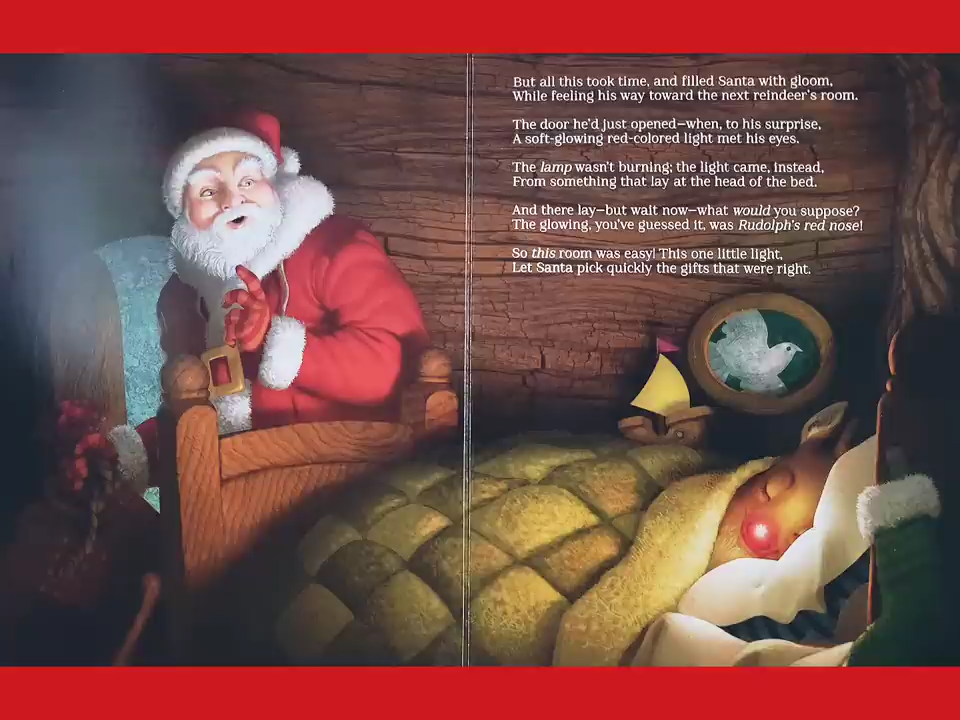 But all this took time, and filled Santa with gloom,
While feeling his way toward the next reindeer's room.
The door he'd just opened—when, to his surprise,
A soft-glowing red-colored light met his eyes.
The lamp wasn't burning; the light came, instead,
From something that lay at the head of the bed.
And there lay—but wait now—what would you suppose?
The glowing, you've guessed it, was Rudolph's red nose!
So this room was easy! This one little light,
Let Santa pick quickly the gifts that were right.